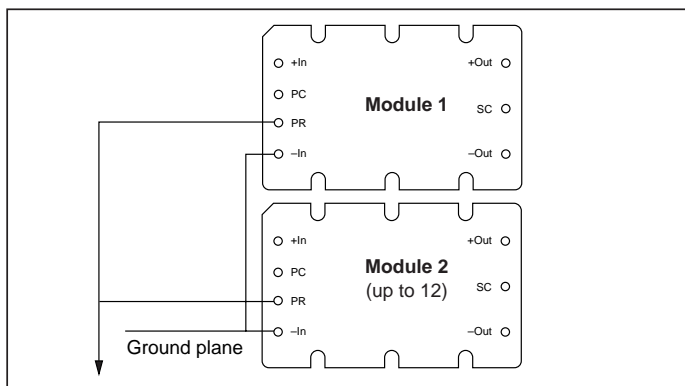 +In
+Out
PC
Module 1
SC
PR
–In
–Out
+In
+Out
PC
Module 2
(up to 12)
SC
PR
–In
–Out
Ground plane